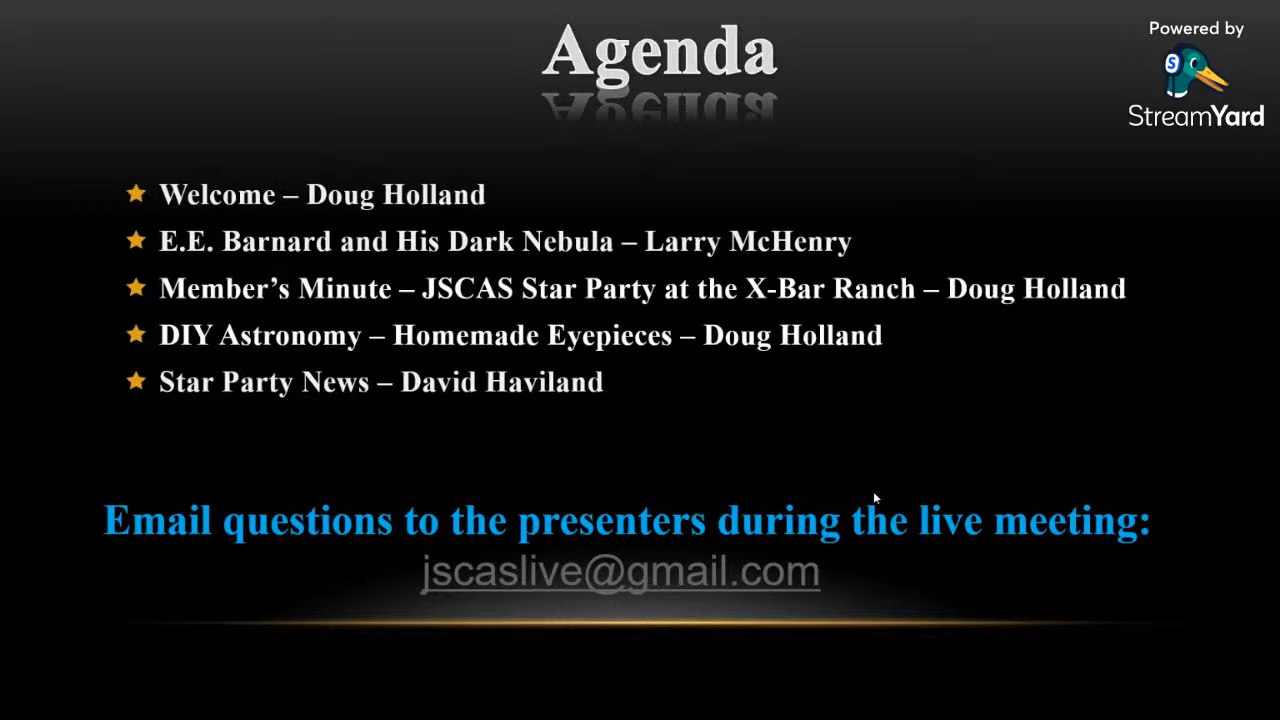 Agenda
Powered by
StreamYard
Welcome – Doug Holland
E.E. Barnard and His Dark Nebula – Larry McHenry
Member’s Minute – JSCAS Star Party at the X-Bar Ranch – Doug Holland
DIY Astronomy – Homemade Eyepieces – Doug Holland
Star Party News – David Haviland
Email questions to the presenters during the live meeting:
jscaslive@gmail.com